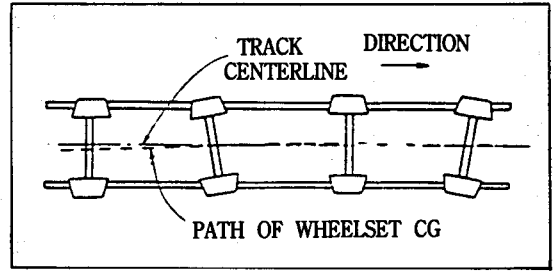 TRACK
CENTERLINE
DIRECTION
PATH OF WHEELSET CG